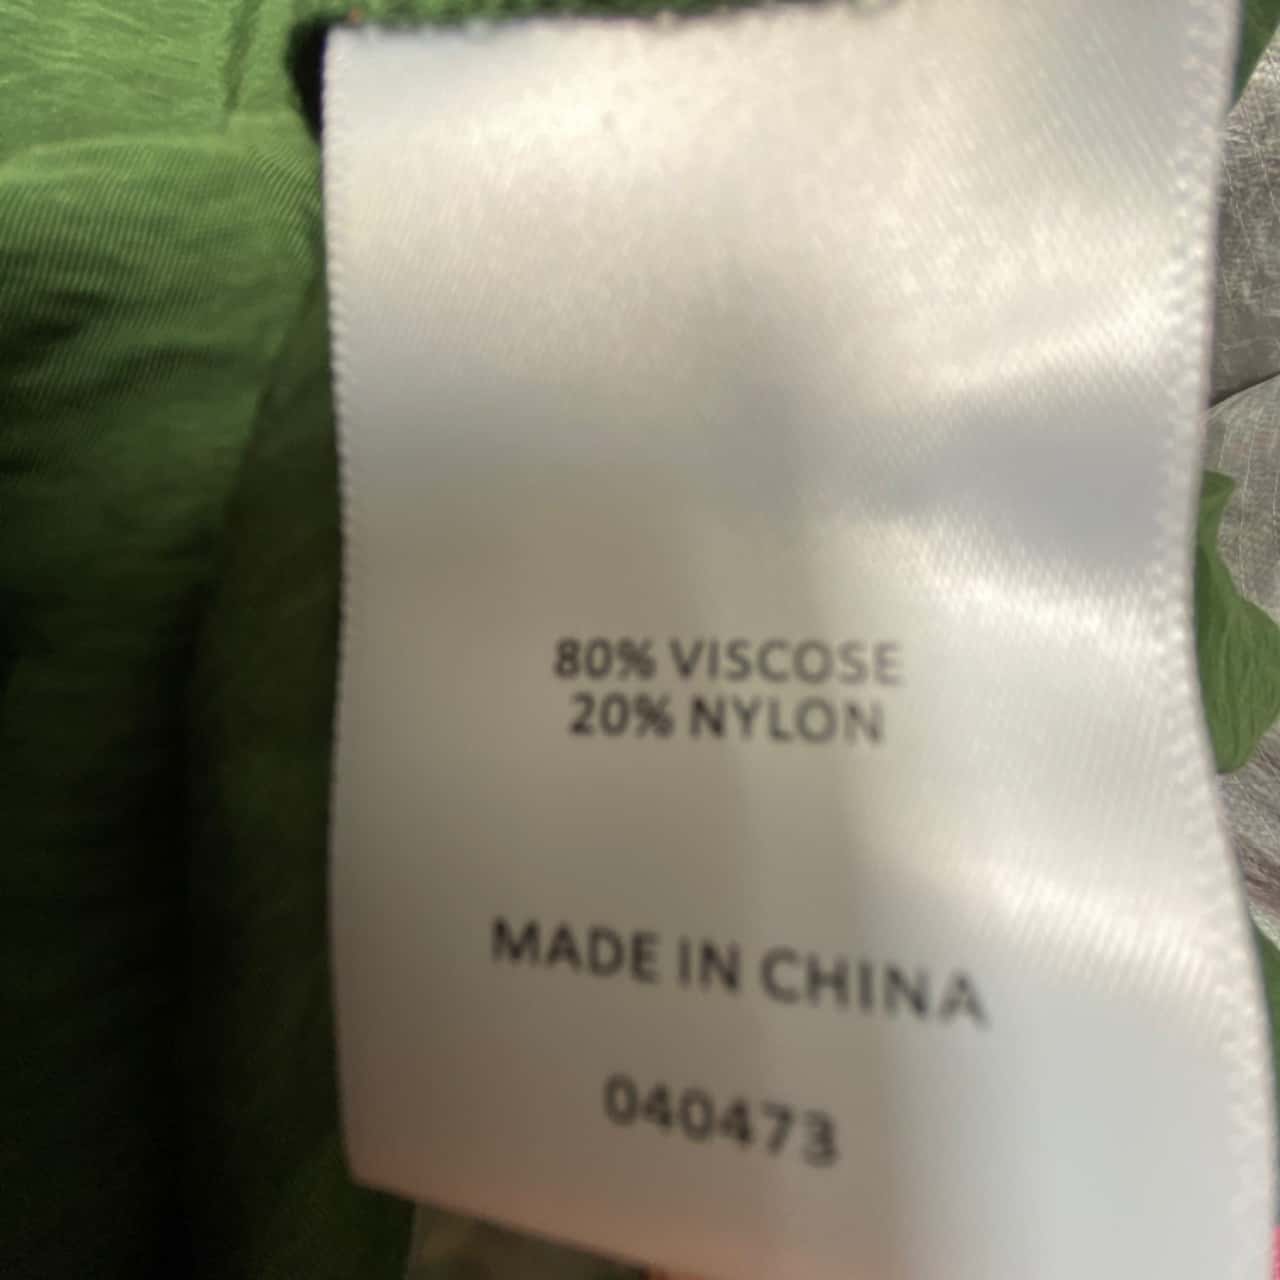 80% VISCOSE
20% NYLON
MADE IN CHINA
040473